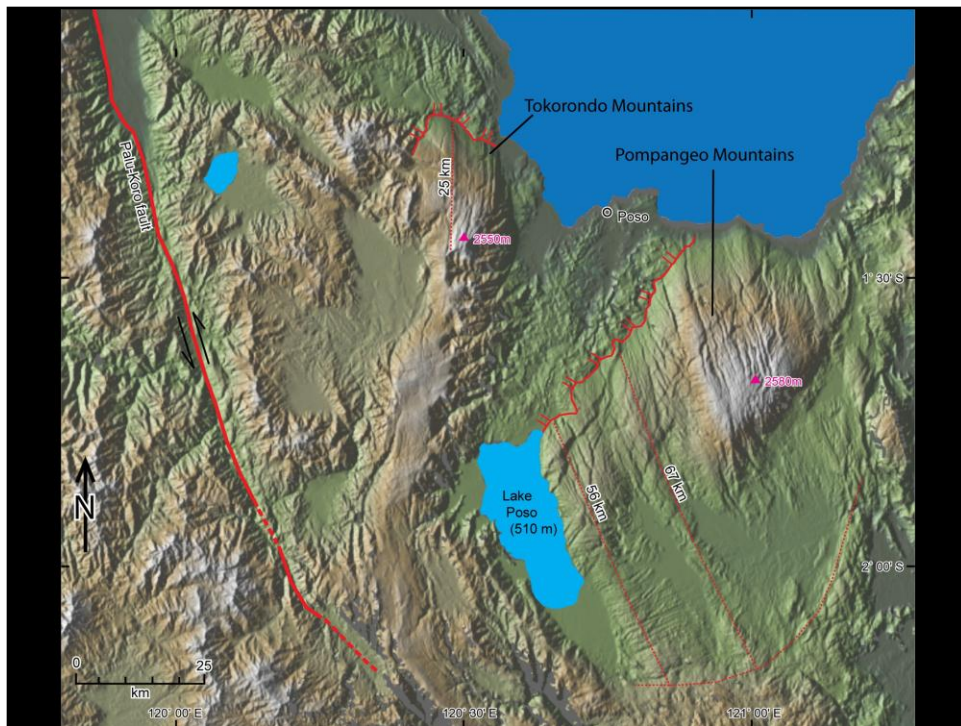 Tokorondo Mountains
Pompangeo Mountains
Palu-Koro fault
25 km
Poso
2550m
1° 30' S
2580m
67 km
56 km
Lake
Poso
(510 m)
N
2° 00' S
0
25
km
120° 00' E
120° 30' E
121° 00' E